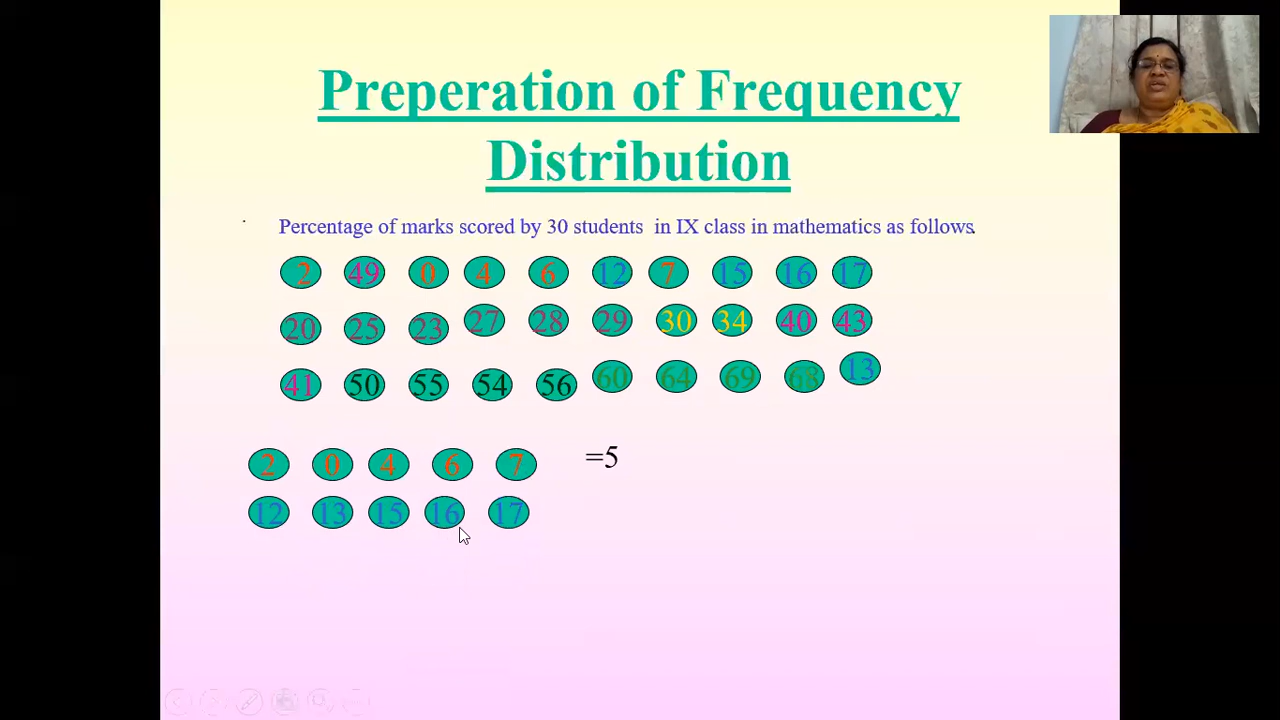 Preperation of Frequency
Distribution
Percentage of marks scored by 30 students in IX class in mathematics as follows.
2 49 0 4 6 12 7 15 16 17
20 25 23 27 28 29 30 34 40 43
41 50 55 54 56 60 64 69 68 13
2 0 4 6 7 =5
12 13 15 16 17